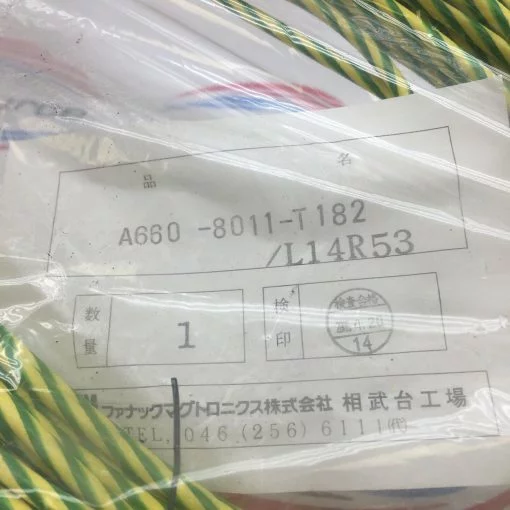 品 名
A660-8011-T182
/L14R53
数量 1 検印 検査合格
14
ファナックマグトロニクス株式会社 相武台工場
TEL. 046 (256) 6111(代)